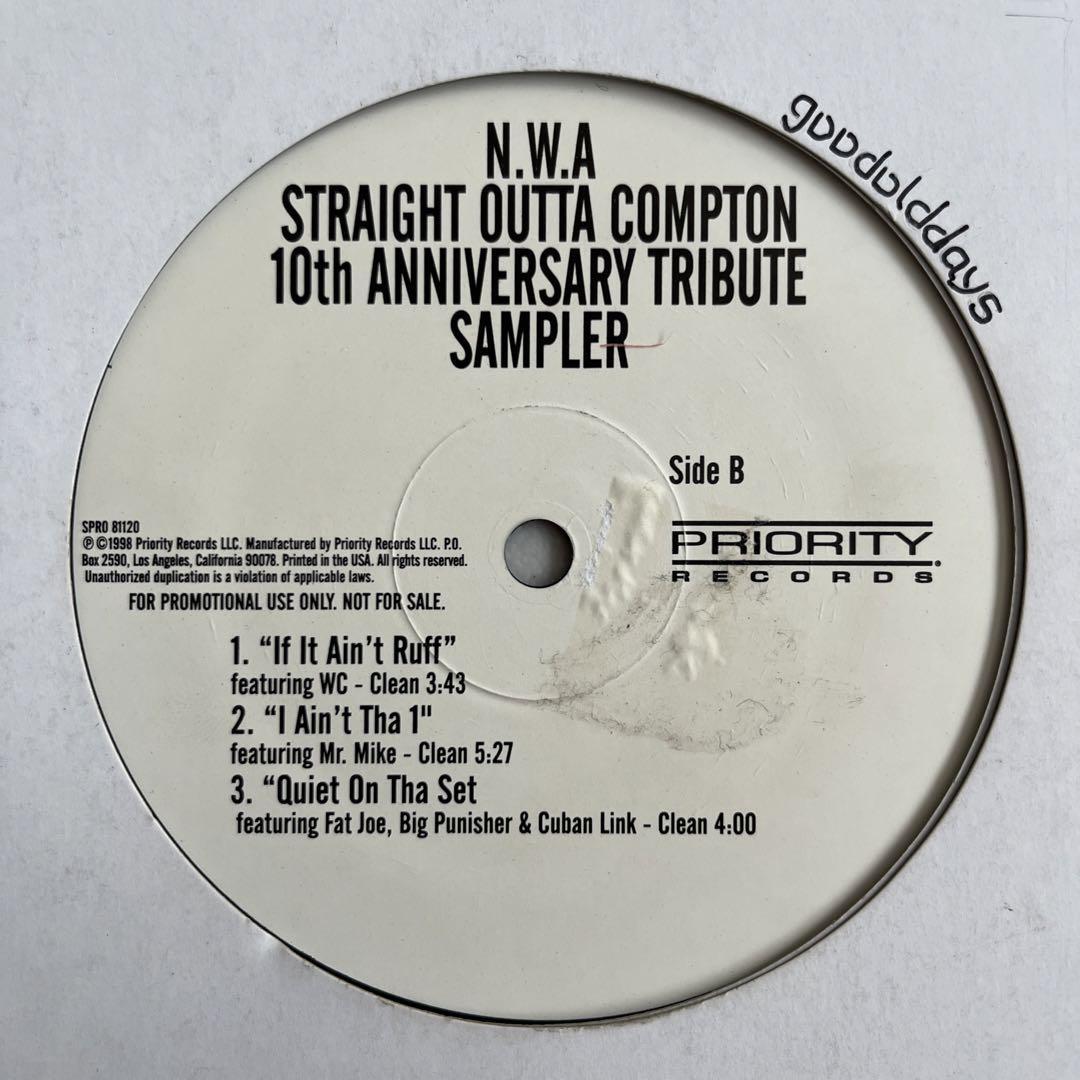 gooodolddays
N.W.A
STRAIGHT OUTTA COMPTON
10th ANNIVERSARY TRIBUTE
SAMPLER
Side B
SPRO 81120
℗ ©1998 Priority Records LLC. Manufactured by Priority Records LLC. P.O.
Box 2590, Los Angeles, California 90078. Printed in the USA. All rights reserved.
Unauthorized duplication is a violation of applicable laws.
FOR PROMOTIONAL USE ONLY. NOT FOR SALE.
PRIORITY
RECORDS
1. “If It Ain't Ruff”
featuring WC - Clean 3:43
2. “I Ain't Tha 1"
featuring Mr. Mike - Clean 5:27
3. “Quiet On Tha Set
featuring Fat Joe, Big Punisher & Cuban Link - Clean 4:00